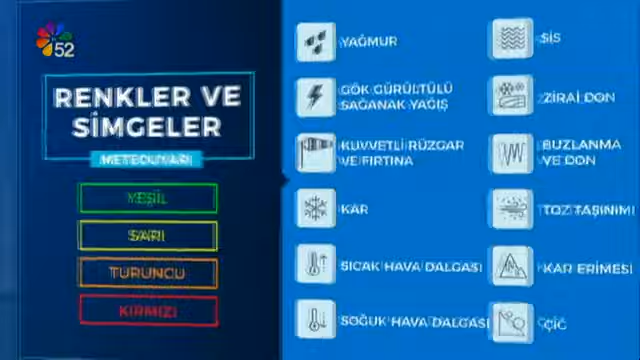 52
RENKLER VE
SİMGELER
METEOUYARI
YEŞİL
SARI
TURUNCU
KIRMIZI
YAĞMUR
GÖK GÜRÜLTÜLÜ
SAĞANAK YAĞIŞ
KUVVETLİ RÜZGAR
VE FIRTINA
KAR
SICAK HAVA DALGASI
SOĞUK HAVA DALGASI
SİS
ZİRAİ DON
BUZLANMA
VE DON
TOZ TAŞINIMI
KAR ERİMESİ
ÇIĞ